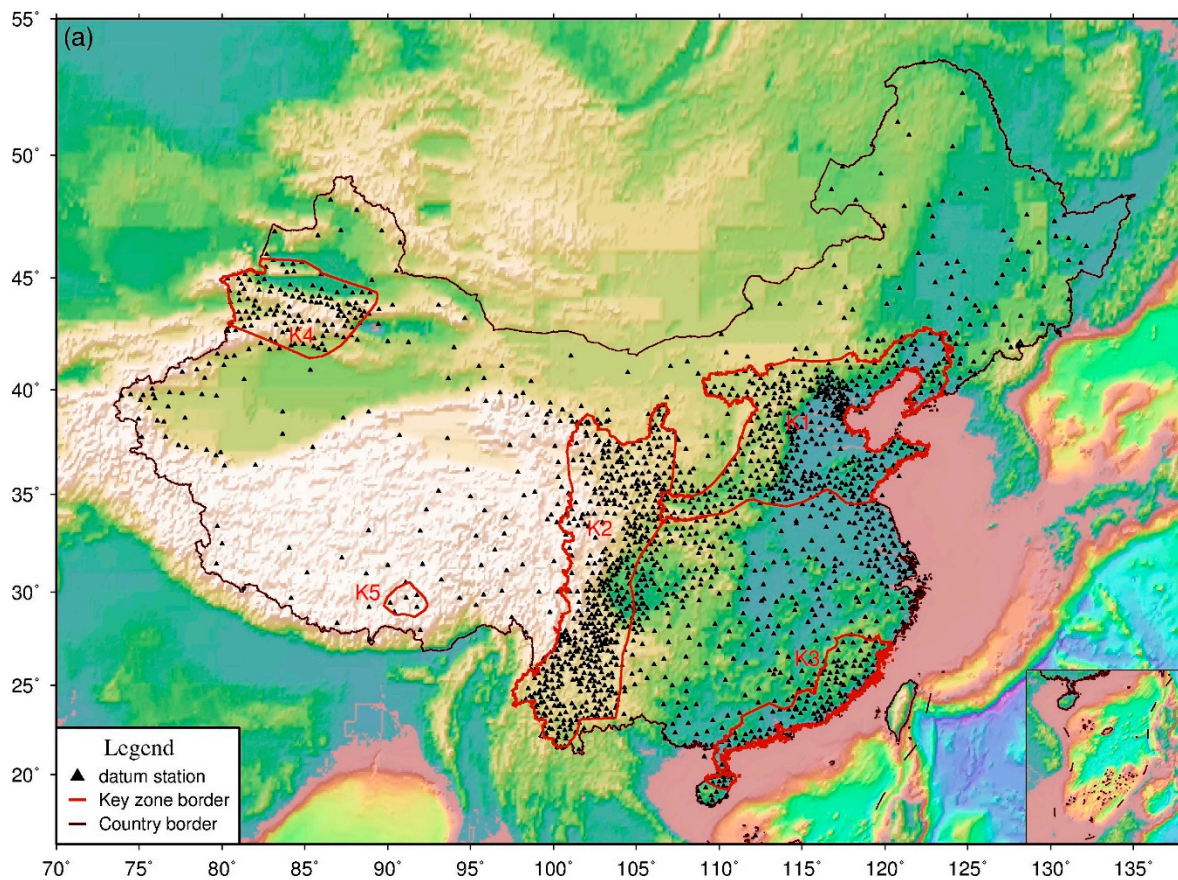 (a)
55°
50°
45°
40°
35°
30°
25°
20°
K4
K1
K2
K5
K3
Legend
datum station
Key zone border
Country border
70 75 80 85 90 95 100 105 110 115 120 125 130 135°